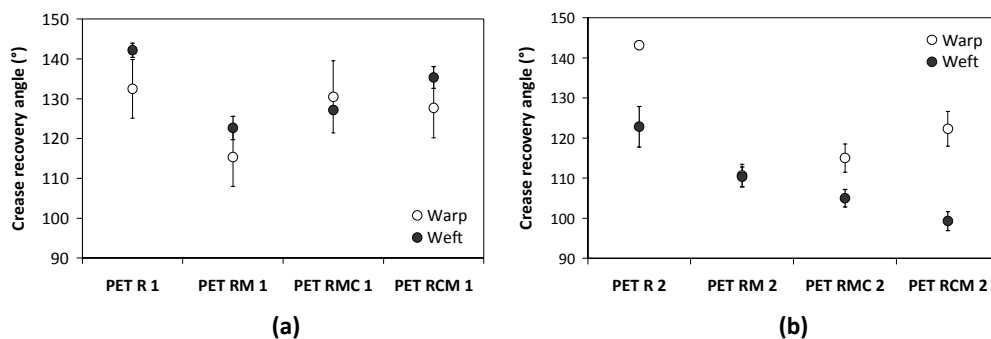 Crease recovery angle (°)
150
140
130
120
110
100
90
Warp
Weft
PET R 1
PET RM 1
PET RMC 1
PET RCM 1
(a)
Crease recovery angle (°)
150
140
130
120
110
100
90
Warp
Weft
PET R 2
PET RM 2
PET RMC 2
PET RCM 2
(b)